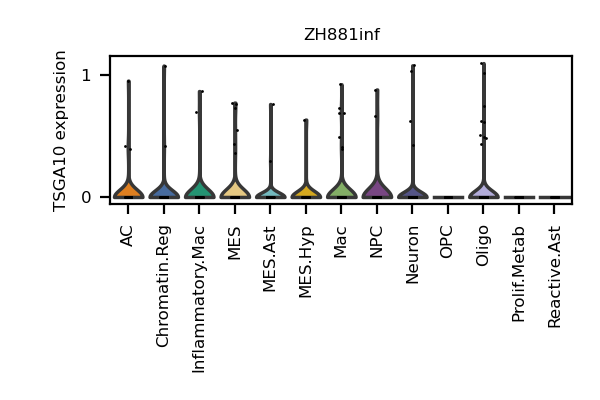 ZH881inf
TSGA10 expression
1
0
AC
Chromatin.Reg
Inflammatory.Mac
MES
MES.Ast
MES.Hyp
Mac
NPC
Neuron
OPC
Oligo
Prolif.Metab
Reactive.Ast